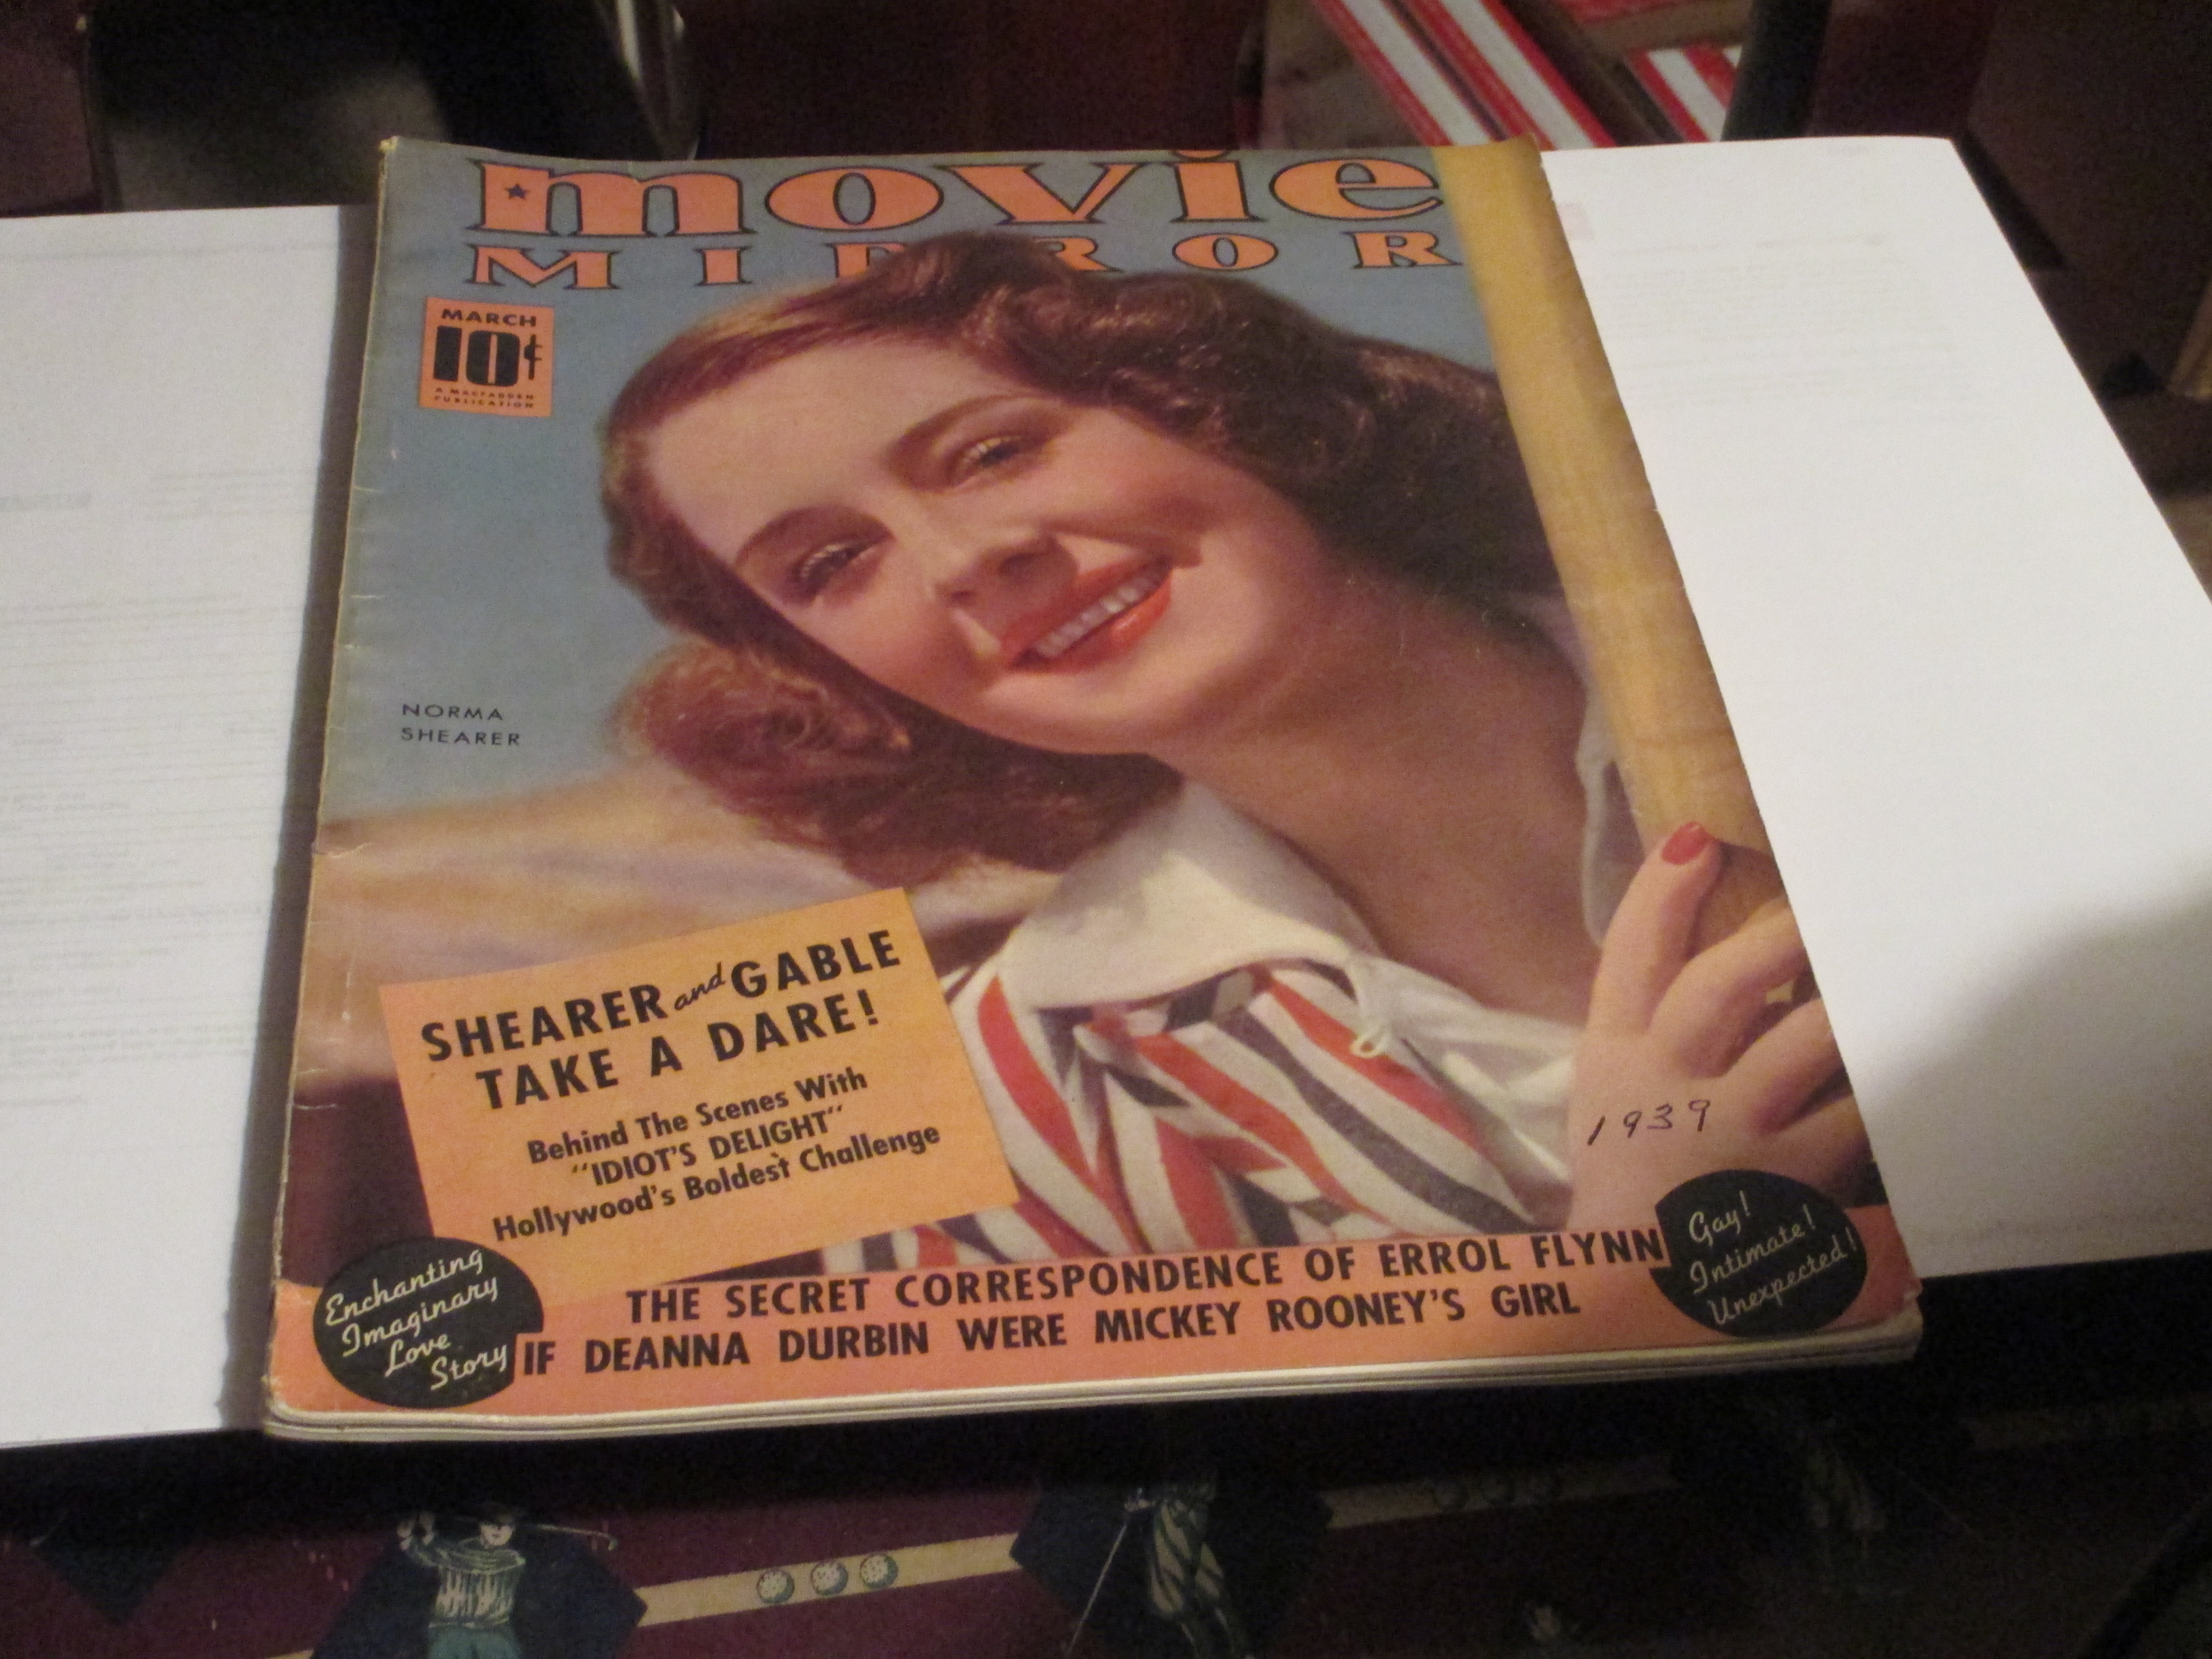 movie
MIRROR
MARCH
10¢
A MACFADDEN
PUBLICATION
NORMA
SHEARER
SHEARER and GABLE
TAKE A DARE!
Behind The Scenes With
"IDIOT'S DELIGHT"
Hollywood's Boldest Challenge
1939
Enchanting
Imaginary
Love
Story
THE SECRET CORRESPONDENCE OF ERROL FLYNN
IF DEANNA DURBIN WERE MICKEY ROONEY'S GIRL
Gay!
Intimate!
Unexpected!